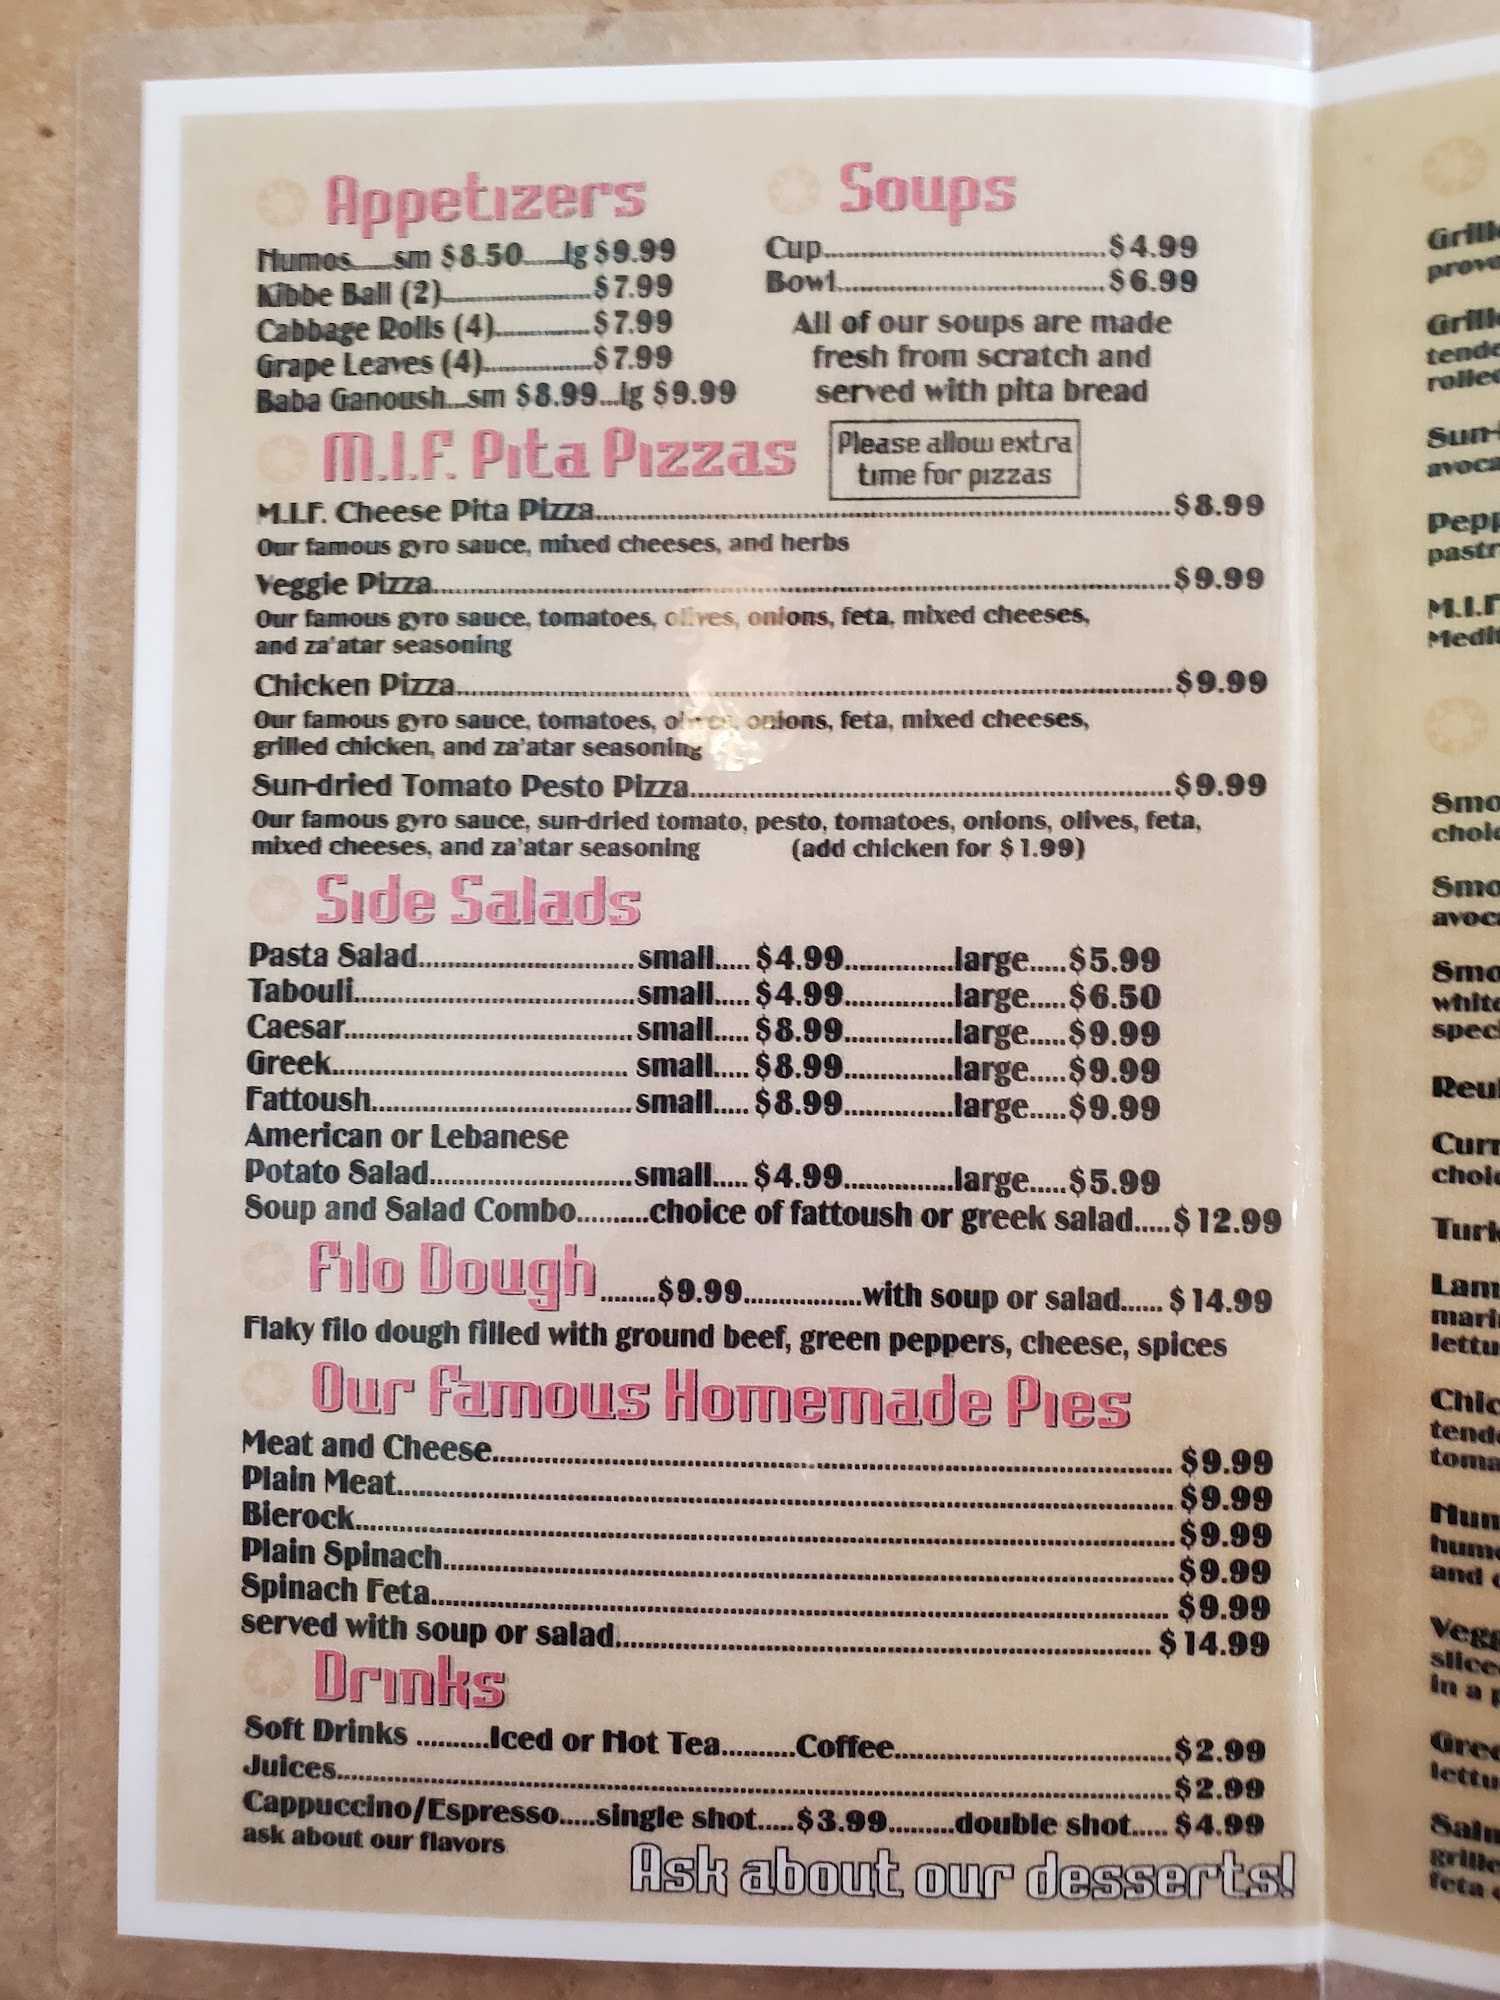 Appetizers
Humos.....sm $8.50.....lg $9.99
Kibbe Ball (2)....................$7.99
Cabbage Rolls (4).............$7.99
Grape Leaves (4)...............$7.99
Baba Ganoush...sm $8.99...lg $9.99
Soups
Cup........................................$4.99
Bowl......................................$6.99
All of our soups are made
fresh from scratch and
served with pita bread
M.I.F. Pita Pizzas
Please allow extra
time for pizzas
M.I.F. Cheese Pita Pizza................................................................................$8.99
Our famous gyro sauce, mixed cheeses, and herbs
Veggie Pizza.......................................................................................................$9.99
Our famous gyro sauce, tomatoes, olives, onions, feta, mixed cheeses,
and za'atar seasoning
Chicken Pizza....................................................................................................$9.99
Our famous gyro sauce, tomatoes, olives, onions, feta, mixed cheeses,
grilled chicken, and za'atar seasoning
Sun-dried Tomato Pesto Pizza...................................................................$9.99
Our famous gyro sauce, sun-dried tomato, pesto, tomatoes, onions, olives, feta,
mixed cheeses, and za'atar seasoning (add chicken for $1.99)
Side Salads
Pasta Salad...............................small.....$4.99................large.....$5.99
Tabouli........................................small.....$4.99................large.....$6.50
Caesar.........................................small.....$8.99................large.....$9.99
Greek.......................................... small.....$8.99................large.....$9.99
Fattoush.....................................small.....$8.99................large.....$9.99
American or Lebanese
Potato Salad.............................small.....$4.99................large.....$5.99
Soup and Salad Combo..........choice of fattoush or greek salad.....$12.99
Filo Dough........$9.99.................with soup or salad...... $14.99
Flaky filo dough filled with ground beef, green peppers, cheese, spices
Our Famous Homemade Pies
Meat and Cheese................................................................................................ $9.99
Plain Meat............................................................................................................. $9.99
Bierock................................................................................................................... $9.99
Plain Spinach....................................................................................................... $9.99
Spinach Feta........................................................................................................ $9.99
served with soup or salad............................................................................ $14.99
Drinks
Soft Drinks ..........Iced or Hot Tea..........Coffee.......................................$2.99
Juices......................................................................................................................$2.99
Cappuccino/Espresso.....single shot.....$3.99.........double shot..... $4.99
ask about our flavors
Ask about our desserts!